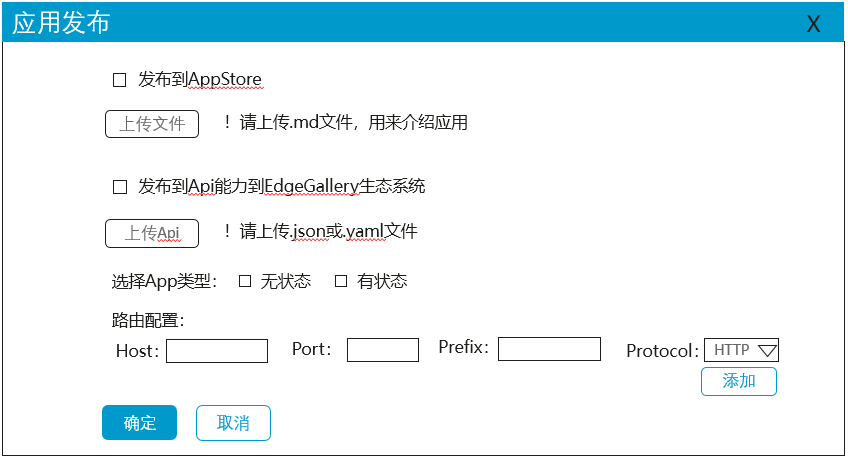 应用发布 X
发布到AppStore
上传文件 ！请上传.md文件，用来介绍应用
发布到Api能力到EdgeGallery生态系统
上传Api ！请上传.json或.yaml文件
选择App类型： 无状态 有状态
路由配置：
Host： Port： Prefix： Protocol： HTTP
添加
确定 取消